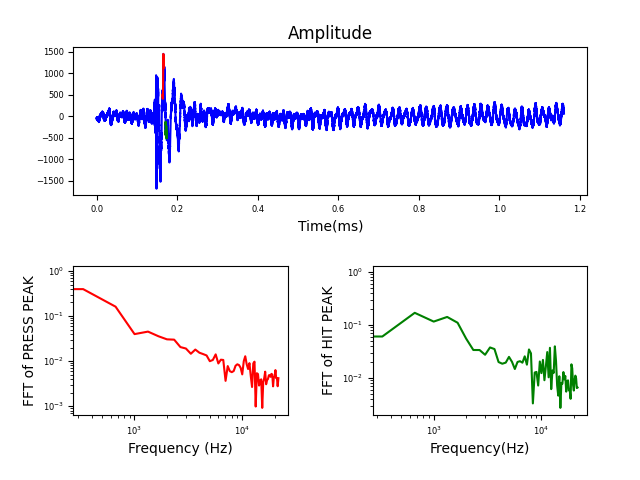 Amplitude
1500
1000
500
0
−500
−1000
−1500
0.0 0.2 0.4 0.6 0.8 1.0 1.2
Time(ms)
FFT of PRESS PEAK
10⁰
10⁻¹
10⁻²
10⁻³
10³ 10⁴
Frequency (Hz)
FFT of HIT PEAK
10⁰
10⁻¹
10⁻²
10³ 10⁴
Frequency(Hz)